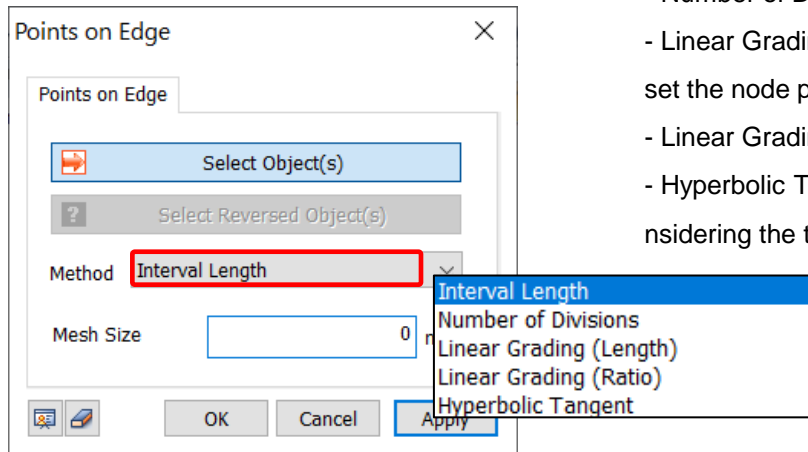 Points on Edge
Points on Edge
Select Object(s)
Select Reversed Object(s)
Method Interval Length
Mesh Size 0
OK Cancel Apply
Interval Length
Number of Divisions
Linear Grading (Length)
Linear Grading (Ratio)
Hyperbolic Tangent
- Linear
set the node
- Linear
- Hyperbolic
nsidering the